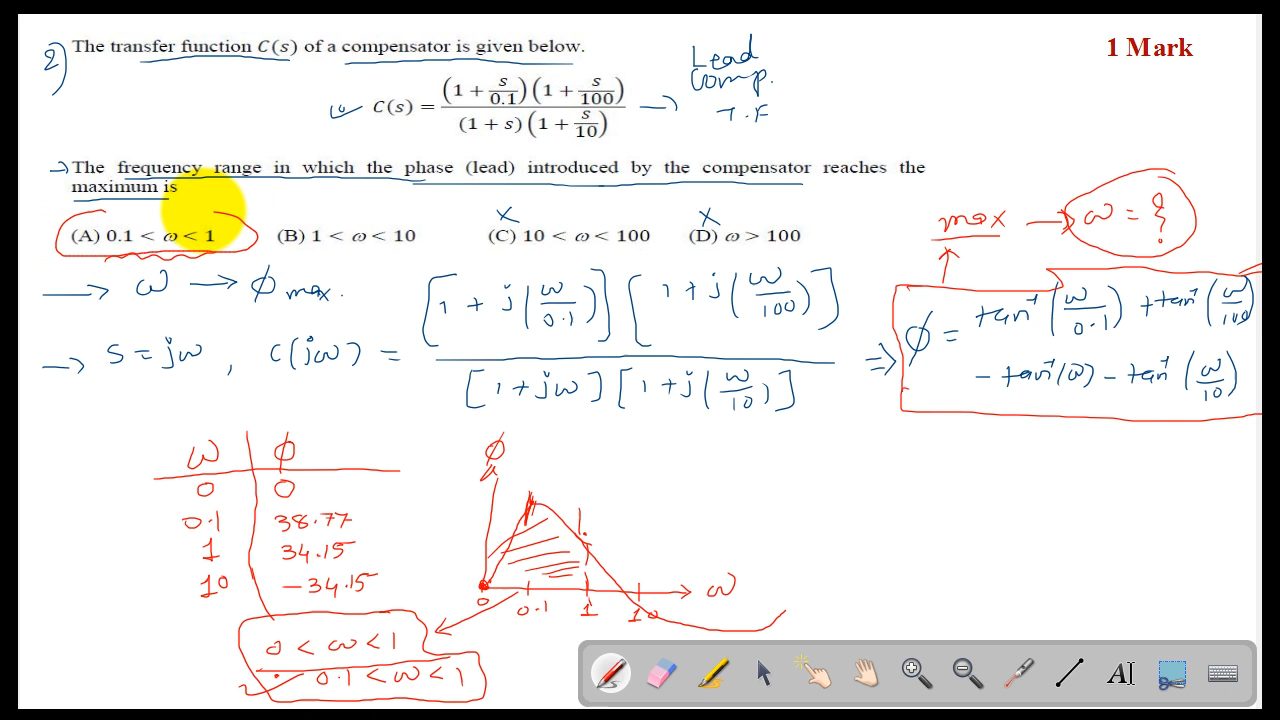 2) The transfer function C(s) of a compensator is given below.
1 Mark
Lead
Comp.
T.F
C(s) = (1 + s/0.1)(1 + s/100) / (1 + s)(1 + s/10)
The frequency range in which the phase (lead) introduced by the compensator reaches the
maximum is
(A) 0.1 < ω < 1 (B) 1 < ω < 10 (C) 10 < ω < 100 (D) ω > 100
max → ω = ?
→ ω → ϕ max.
→ s = jω , C(jω) = [1 + j(ω/0.1)] [1 + j(ω/100)] / [1 + jω] [1 + j(ω/10)]
⇒ ϕ = tan⁻¹(ω/0.1) + tan⁻¹(ω/100)
− tan⁻¹(ω) − tan⁻¹(ω/10)
ω ϕ
0 0
0.1 38.77
1 34.15
10 −34.15
0 < ω < 1
0.1 < ω < 1
ϕ
1
0 0.1 1 10 ω
AI